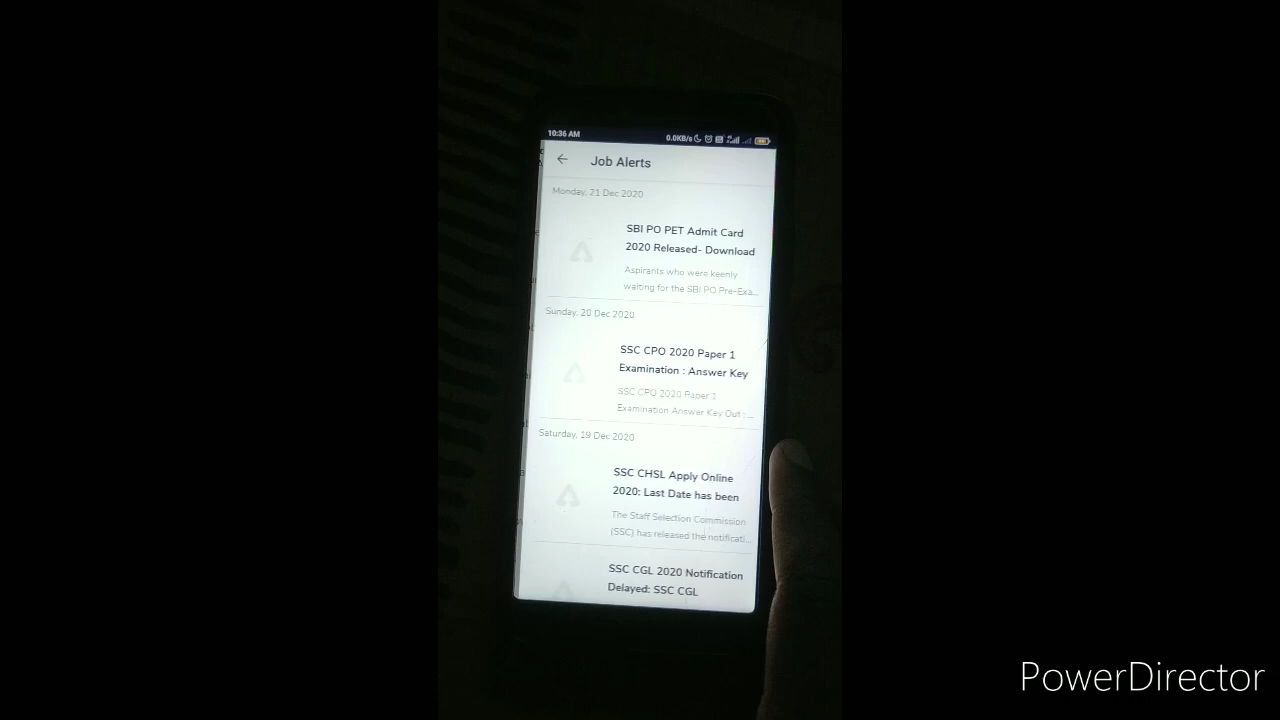 10:36 AM
0.0KB/s
Job Alerts
Monday, 21 Dec 2020
SBI PO PET Admit Card
2020 Released- Download
Aspirants who were keenly
waiting for the SBI PO Pre-Exa...
Sunday, 20 Dec 2020
SSC CPO 2020 Paper 1
Examination : Answer Key
SSC CPO 2020 Paper 1
Examination Answer Key Out : ...
Saturday, 19 Dec 2020
SSC CHSL Apply Online
2020: Last Date has been
The Staff Selection Commission
(SSC) has released the notificati...
SSC CGL 2020 Notification
Delayed: SSC CGL
PowerDirector